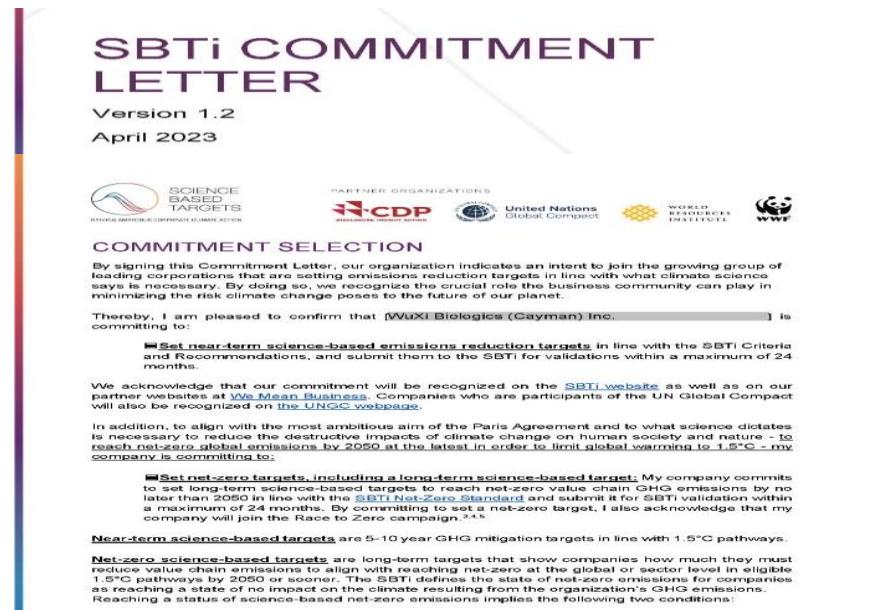 SBTi COMMITMENT
LETTER
Version 1.2
April 2023
SCIENCE
BASED
TARGETS
DRIVING AMBITIOUS CORPORATE CLIMATE ACTION
PARTNER ORGANIZATIONS
CDP
DISCLOSURE INSIGHT ACTION
United Nations
Global Compact
WORLD
RESOURCES
INSTITUTE
WWF
COMMITMENT SELECTION
By signing this Commitment Letter, our organization indicates an intent to join the growing group of
leading corporations that are setting emissions reduction targets in line with what climate science
says is necessary. By doing so, we recognize the crucial role the business community can play in
minimizing the risk climate change poses to the future of our planet.
Thereby, I am pleased to confirm that [WuXi Biologics (Cayman) Inc. ] is
committing to:
Set near-term science-based emissions reduction targets in line with the SBTi Criteria
and Recommendations, and submit them to the SBTi for validations within a maximum of 24
months.
We acknowledge that our commitment will be recognized on the SBTi website as well as on our
partner websites at We Mean Business. Companies who are participants of the UN Global Compact
will also be recognized on the UNGC webpage.
In addition, to align with the most ambitious aim of the Paris Agreement and to what science dictates
is necessary to reduce the destructive impacts of climate change on human society and nature - to
reach net-zero global emissions by 2050 at the latest in order to limit global warming to 1.5°C - my
company is committing to:
Set net-zero targets, including a long-term science-based target: My company commits
to set long-term science-based targets to reach net-zero value chain GHG emissions by no
later than 2050 in line with the SBTi Net-Zero Standard and submit it for SBTi validation within
a maximum of 24 months. By committing to set a net-zero target, I also acknowledge that my
company will join the Race to Zero campaign.3,4,5
Near-term science-based targets are 5-10 year GHG mitigation targets in line with 1.5°C pathways.
Net-zero science-based targets are long-term targets that show companies how much they must
reduce value chain emissions to align with reaching net-zero at the global or sector level in eligible
1.5°C pathways by 2050 or sooner. The SBTi defines the state of net-zero emissions for companies
as reaching a state of no impact on the climate resulting from the organization's GHG emissions.
Reaching a status of science-based net-zero emissions implies the following two conditions: